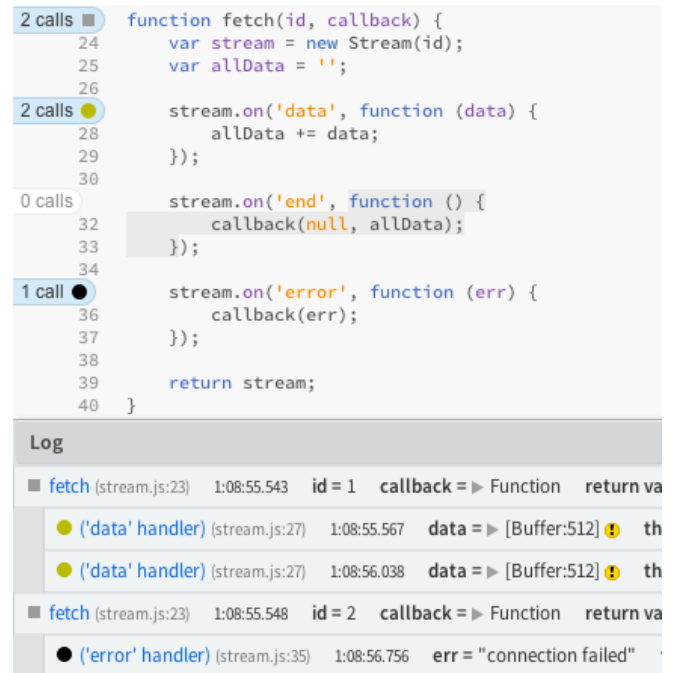 2 calls function fetch(id, callback) {
24 var stream = new Stream(id);
25 var allData = '';
26
2 calls stream.on('data', function (data) {
28 allData += data;
29 });
30
0 calls stream.on('end', function () {
32 callback(null, allData);
33 });
34
1 call stream.on('error', function (err) {
36 callback(err);
37 });
38
39 return stream;
40 }
Log
fetch (stream.js:23) 1:08:55.543 id = 1 callback = ▶ Function return va
('data' handler) (stream.js:27) 1:08:55.567 data = ▶ [Buffer:512] ! th
('data' handler) (stream.js:27) 1:08:56.038 data = ▶ [Buffer:512] ! th
fetch (stream.js:23) 1:08:55.548 id = 2 callback = ▶ Function return va
('error' handler) (stream.js:35) 1:08:56.756 err = "connection failed"